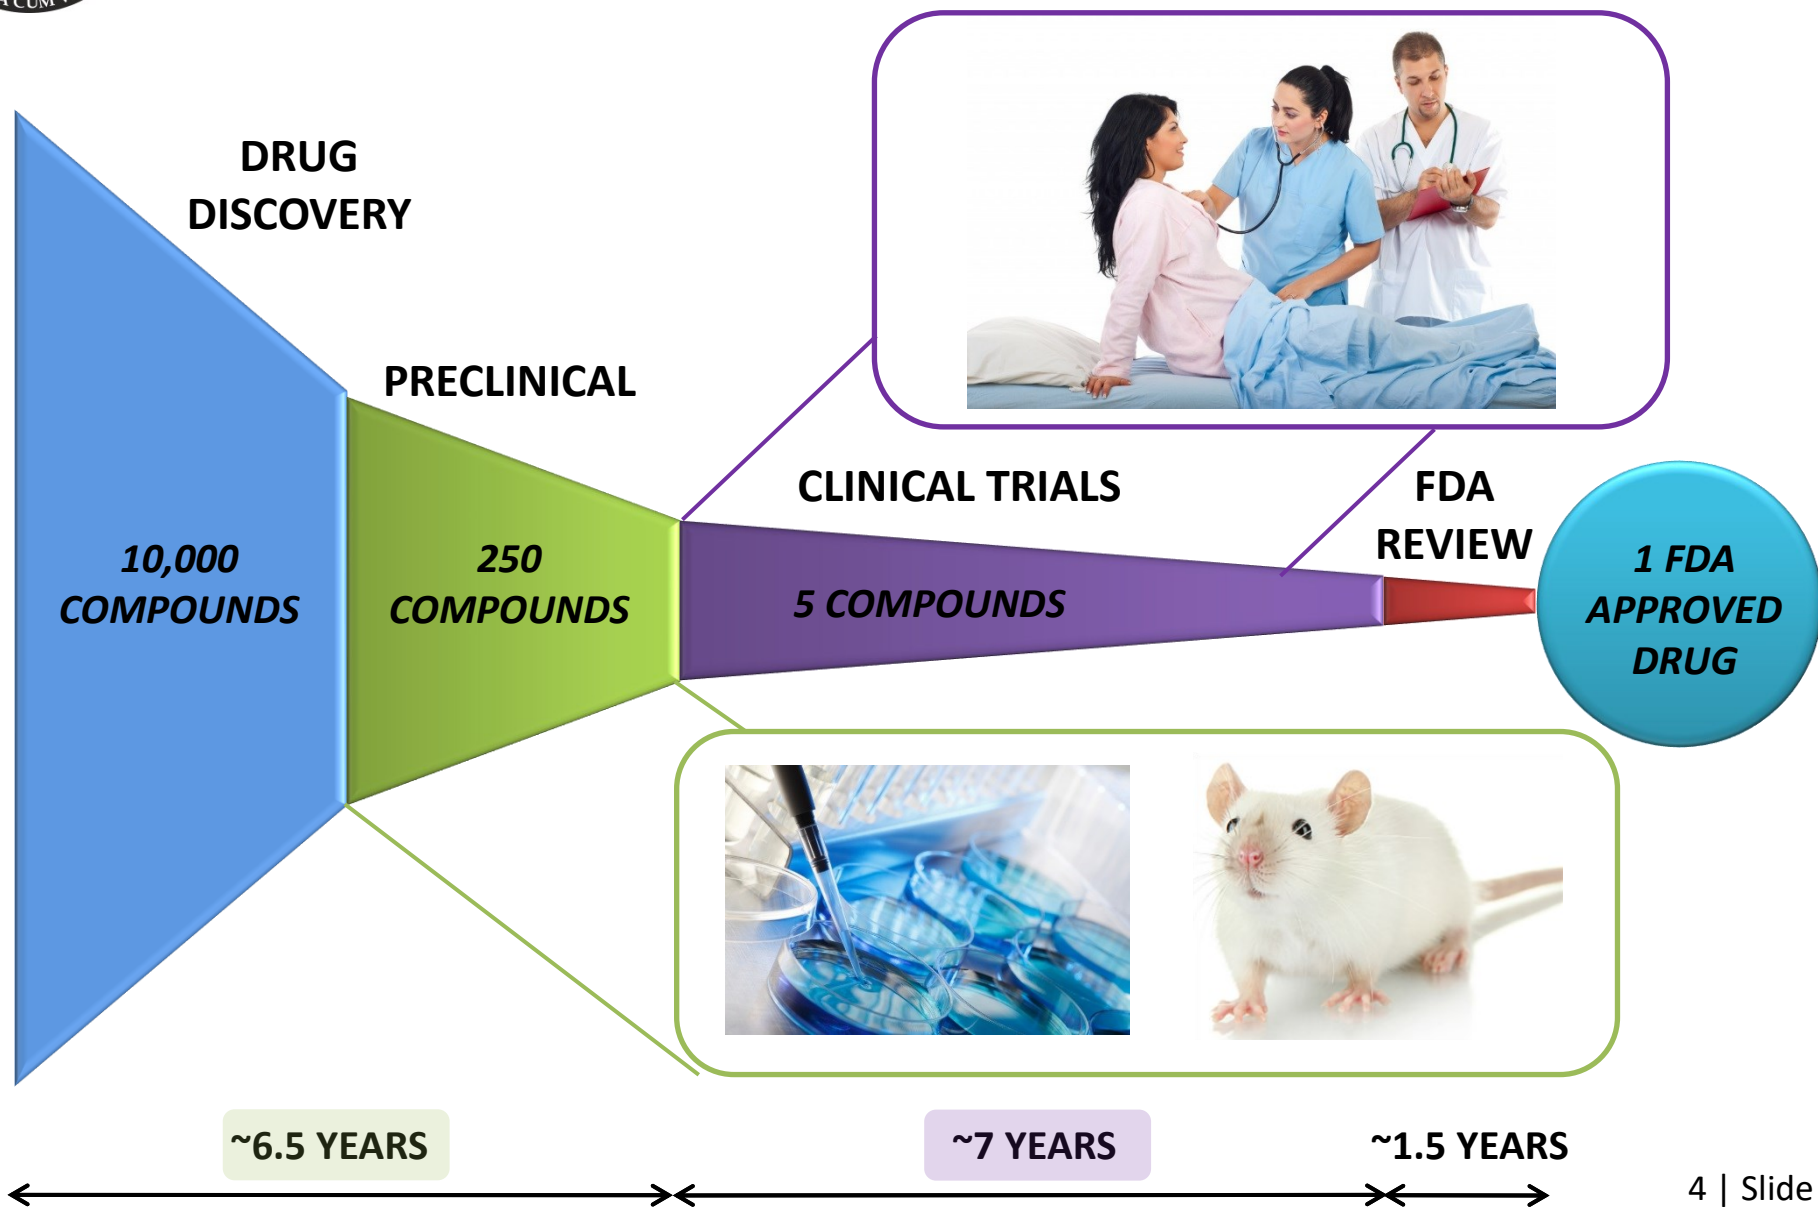 A CUM
DRUG
DISCOVERY
PRECLINICAL
CLINICAL TRIALS
FDA
REVIEW
10,000
COMPOUNDS
250
COMPOUNDS
5 COMPOUNDS
1 FDA
APPROVED
DRUG
~6.5 YEARS
~7 YEARS
~1.5 YEARS
4 | Slide